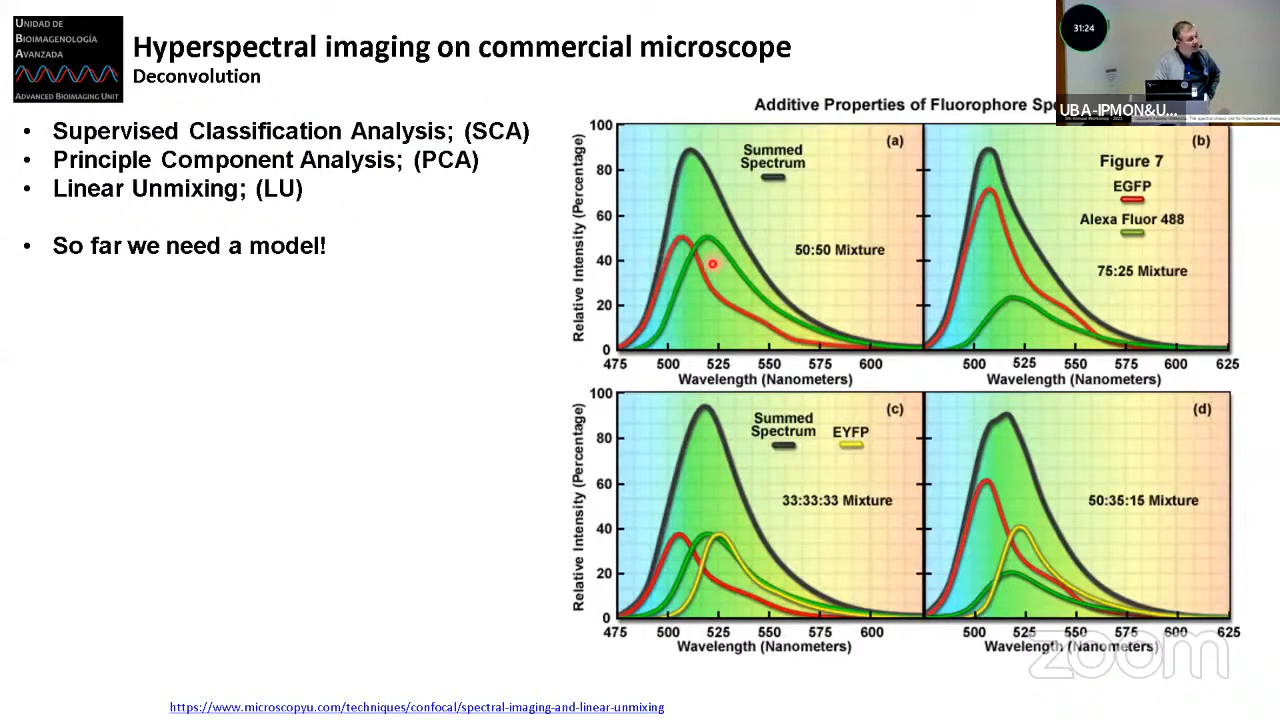 UNIDAD DE
BIOIMAGENOLOGÍA
AVANZADA
ADVANCED BIOIMAGING UNIT
Hyperspectral imaging on commercial microscope
Deconvolution
31:24
UBA-IPMON&U...
• Supervised Classification Analysis; (SCA)
• Principle Component Analysis; (PCA)
• Linear Unmixing; (LU)
• So far we need a model!
Additive Properties of Fluorophore Sp
Relative Intensity (Percentage)
100
80
60
40
20
0
(a)
Summed
Spectrum
50:50 Mixture
475 500 525 550 575 600
Wavelength (Nanometers)
(b)
Figure 7
EGFP
Alexa Fluor 488
75:25 Mixture
500 525 550 575 600 625
Wavelength (Nanometers)
Relative Intensity (Percentage)
100
80
60
40
20
0
(c)
Summed
Spectrum
EYFP
33:33:33 Mixture
475 500 525 550 575 600
Wavelength (Nanometers)
(d)
50:35:15 Mixture
500 525 550 575 600 625
Wavelength (Nanometers)
zoom
https://www.microscopyu.com/techniques/confocal/spectral-imaging-and-linear-unmixing